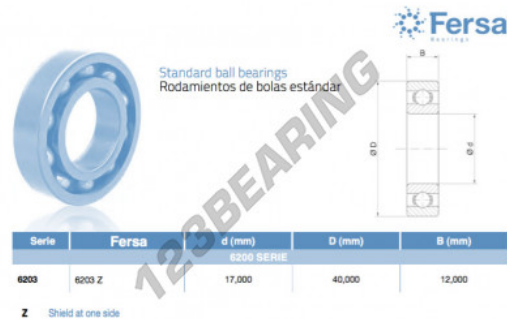 Fersa
Bearings
Standard ball bearings
Rodamientos de bolas estándar
B
Ø D
Ø d
123BEARING
Serie Fersa d (mm) D (mm) B (mm)
6200 SERIE
6203 6203 Z 17,000 40,000 12,000
Z Shield at one side